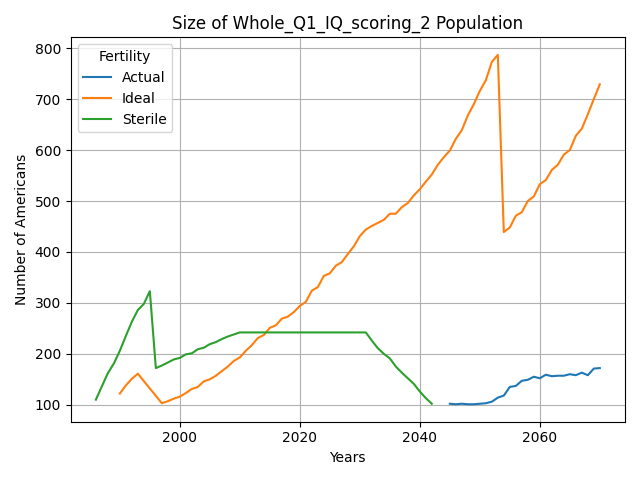 Size of Whole_Q1_IQ_scoring_2 Population
Fertility
Actual
Ideal
Sterile
Number of Americans
800
700
600
500
400
300
200
100
2000
2020
2040
2060
Years